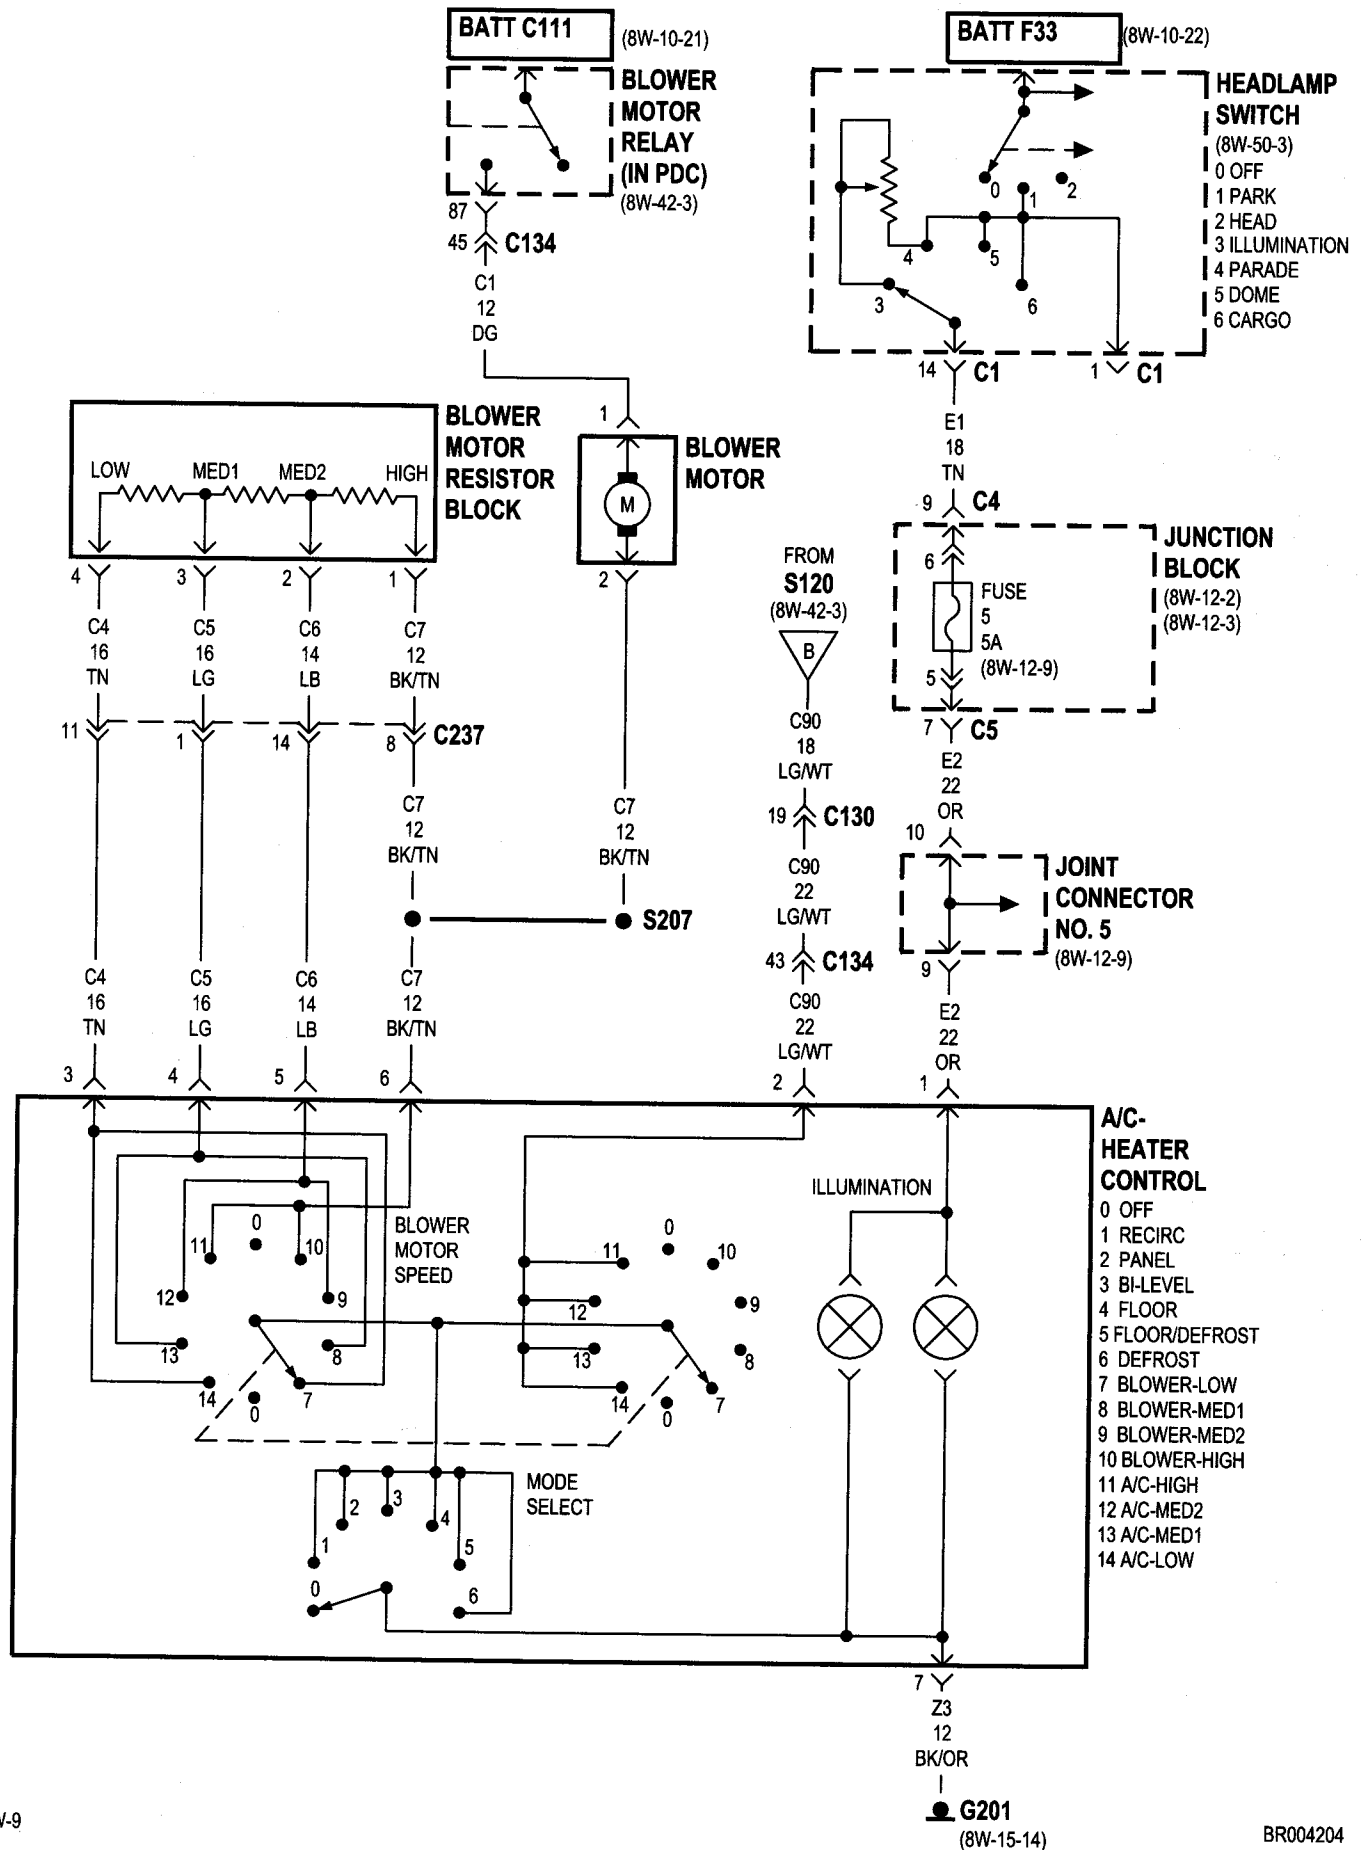 BATT C111
(8W-10-21)
BLOWER
MOTOR
RELAY
(IN PDC)
(8W-42-3)
87
45
C134
C1
12
DG
BATT F33
(8W-10-22)
HEADLAMP
SWITCH
(8W-50-3)
0 OFF
1 PARK
2 HEAD
3 ILLUMINATION
4 PARADE
5 DOME
6 CARGO
0
1
2
4
5
3
6
14
C1
1
C1
E1
18
TN
9
C4
BLOWER
MOTOR
RESISTOR
BLOCK
LOW
MED1
MED2
HIGH
4
3
2
1
1
BLOWER
MOTOR
M
2
JUNCTION
BLOCK
(8W-12-2)
(8W-12-3)
6
FUSE
5
5A
(8W-12-9)
5
7
C5
FROM
S120
(8W-42-3)
B
C4
16
TN
C5
16
LG
C6
14
LB
C7
12
BK/TN
11
1
14
8
C237
C7
12
BK/TN
C7
12
BK/TN
S207
C90
18
LG/WT
19
C130
C90
22
LG/WT
43
C134
C90
22
LG/WT
E2
22
OR
10
JOINT
CONNECTOR
NO. 5
(8W-12-9)
9
E2
22
OR
C4
16
TN
C5
16
LG
C6
14
LB
C7
12
BK/TN
3
4
5
6
2
1
A/C-
HEATER
CONTROL
0 OFF
1 RECIRC
2 PANEL
3 BI-LEVEL
4 FLOOR
5 FLOOR/DEFROST
6 DEFROST
7 BLOWER-LOW
8 BLOWER-MED1
9 BLOWER-MED2
10 BLOWER-HIGH
11 A/C-HIGH
12 A/C-MED2
13 A/C-MED1
14 A/C-LOW
BLOWER
MOTOR
SPEED
0
11
10
12
9
13
8
14
0
7
0
11
10
12
9
13
8
14
0
7
ILLUMINATION
MODE
SELECT
1
2
3
4
5
0
6
7
Z3
12
BK/OR
G201
(8W-15-14)
W-9
BR004204